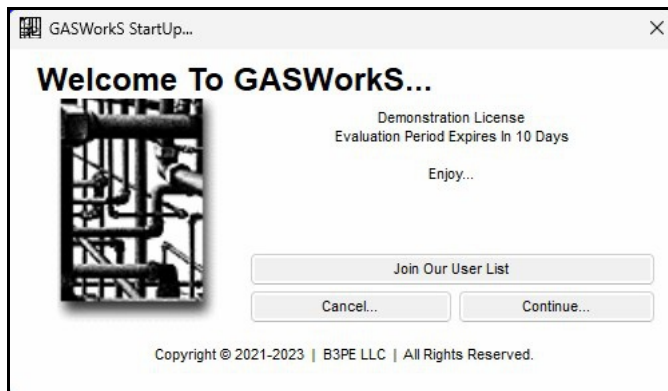 GASWorkS StartUp...
Welcome To GASWorkS...
Demonstration License
Evaluation Period Expires In 10 Days
Enjoy...
Join Our User List
Cancel...
Continue...
Copyright © 2021-2023 | B3PE LLC | All Rights Reserved.